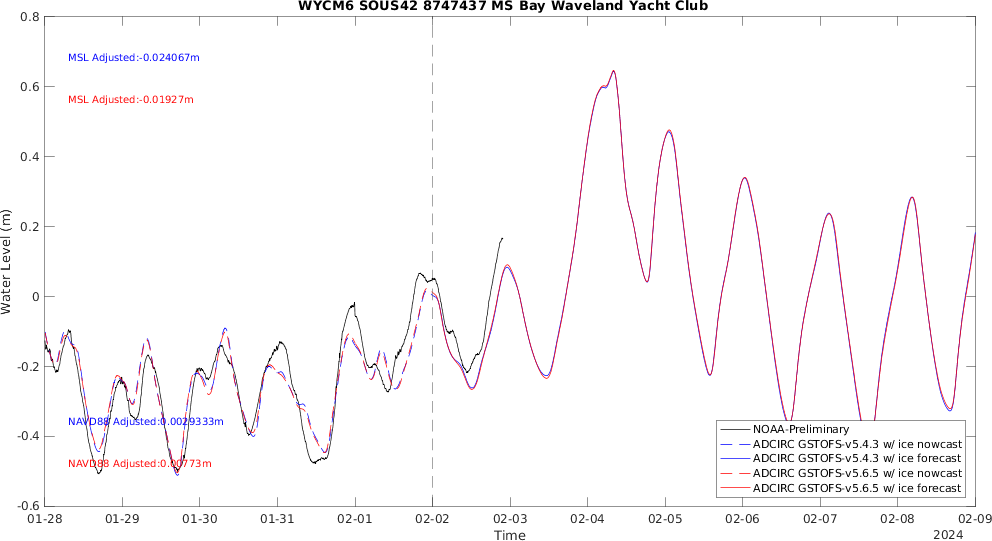 WYCM6 SOUS42 8747437 MS Bay Waveland Yacht Club
MSL Adjusted:-0.024067m
MSL Adjusted:-0.01927m
NAVD88 Adjusted:0.0029333m
NAVD88 Adjusted:0.00773m
Water Level (m)
0.8
0.6
0.4
0.2
0
-0.2
-0.4
-0.6
NOAA-Preliminary
ADCIRC GSTOFS-v5.4.3 w/ ice nowcast
ADCIRC GSTOFS-v5.4.3 w/ ice forecast
ADCIRC GSTOFS-v5.6.5 w/ ice nowcast
ADCIRC GSTOFS-v5.6.5 w/ ice forecast
01-28 01-29 01-30 01-31 02-01 02-02 02-03 02-04 02-05 02-06 02-07 02-08 02-09
Time
2024